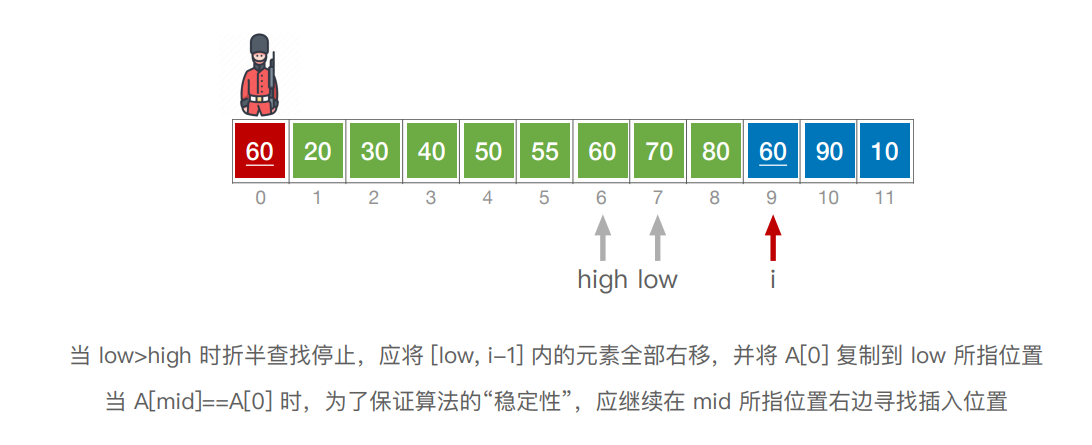 60 20 30 40 50 55 60 70 80 60 90 10
0 1 2 3 4 5 6 7 8 9 10 11
high low i
当 low>high 时折半查找停止，应将 [low, i-1] 内的元素全部右移，并将 A[0] 复制到 low 所指位置
当 A[mid]==A[0] 时，为了保证算法的“稳定性”，应继续在 mid 所指位置右边寻找插入位置